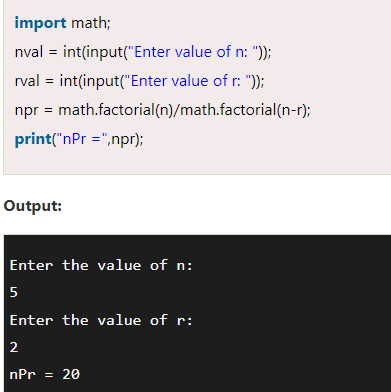 import math;
nval = int(input("Enter value of n: "));
rval = int(input("Enter value of r: "));
npr = math.factorial(n)/math.factorial(n-r);
print("nPr =",npr);
Output:
Enter the value of n:
5
Enter the value of r:
2
nPr = 20